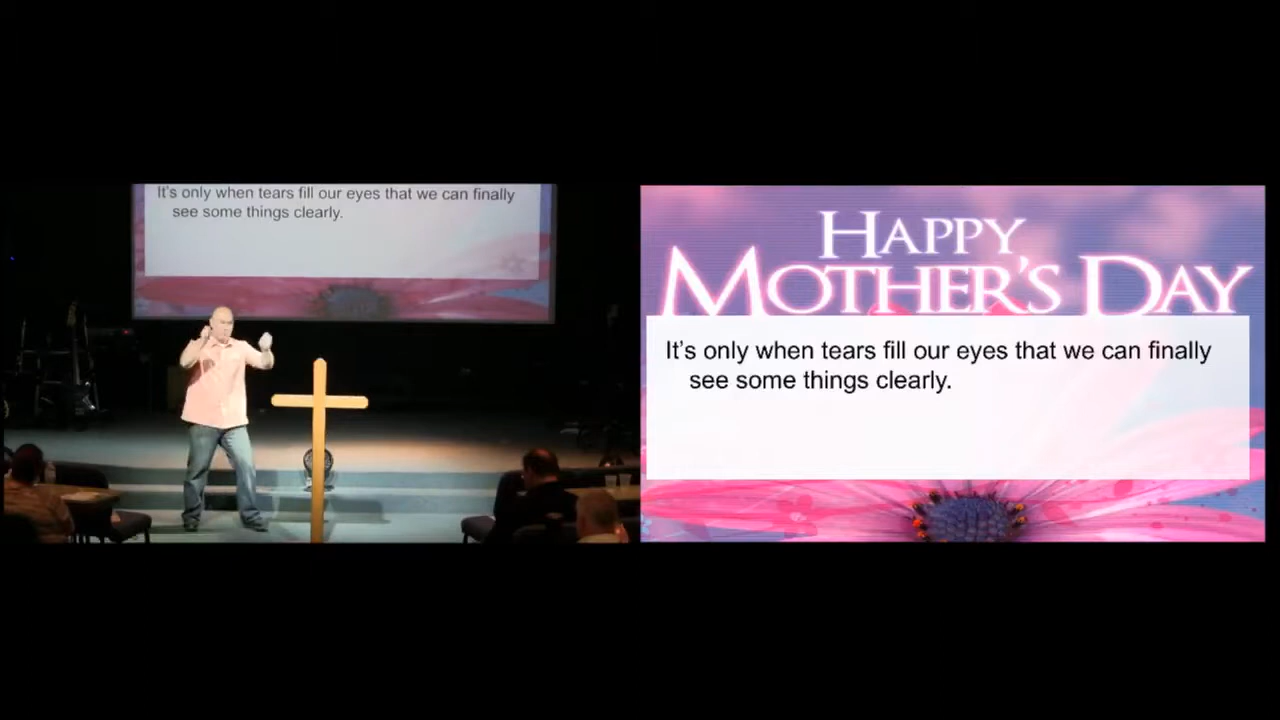 It's only when tears fill our eyes that we can finally
see some things clearly.
HAPPY
MOTHER'S DAY
It's only when tears fill our eyes that we can finally
see some things clearly.